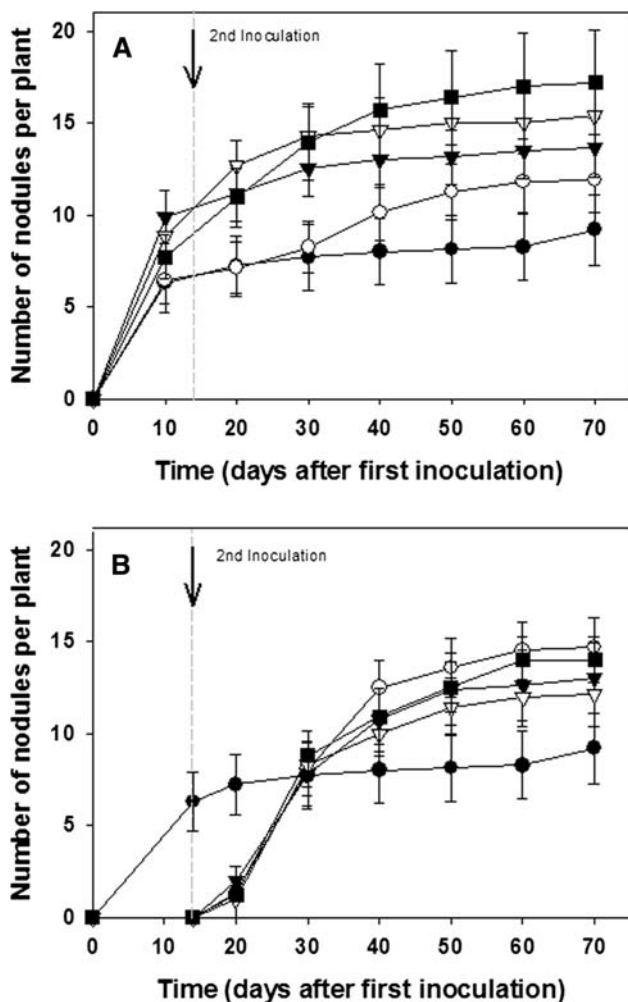 A
2nd Inoculation
Number of nodules per plant
20
15
10
5
0
0 10 20 30 40 50 60 70
Time (days after first inoculation)
B
2nd Inoculation
Number of nodules per plant
20
15
10
5
0
0 10 20 30 40 50 60 70
Time (days after first inoculation)